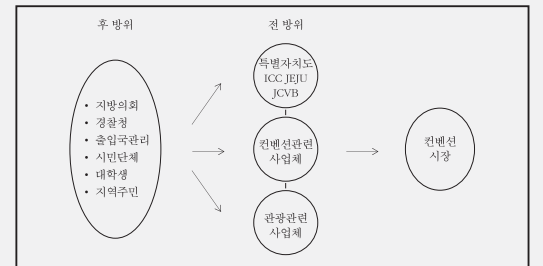 후 방위
전 방위
• 지방의회
• 경찰청
• 출입국관리
• 시민단체
• 대학생
• 지역주민
특별자치도
ICC JEJU
JCVB
컨벤션관련
사업체
관광관련
사업체
컨벤션
시장